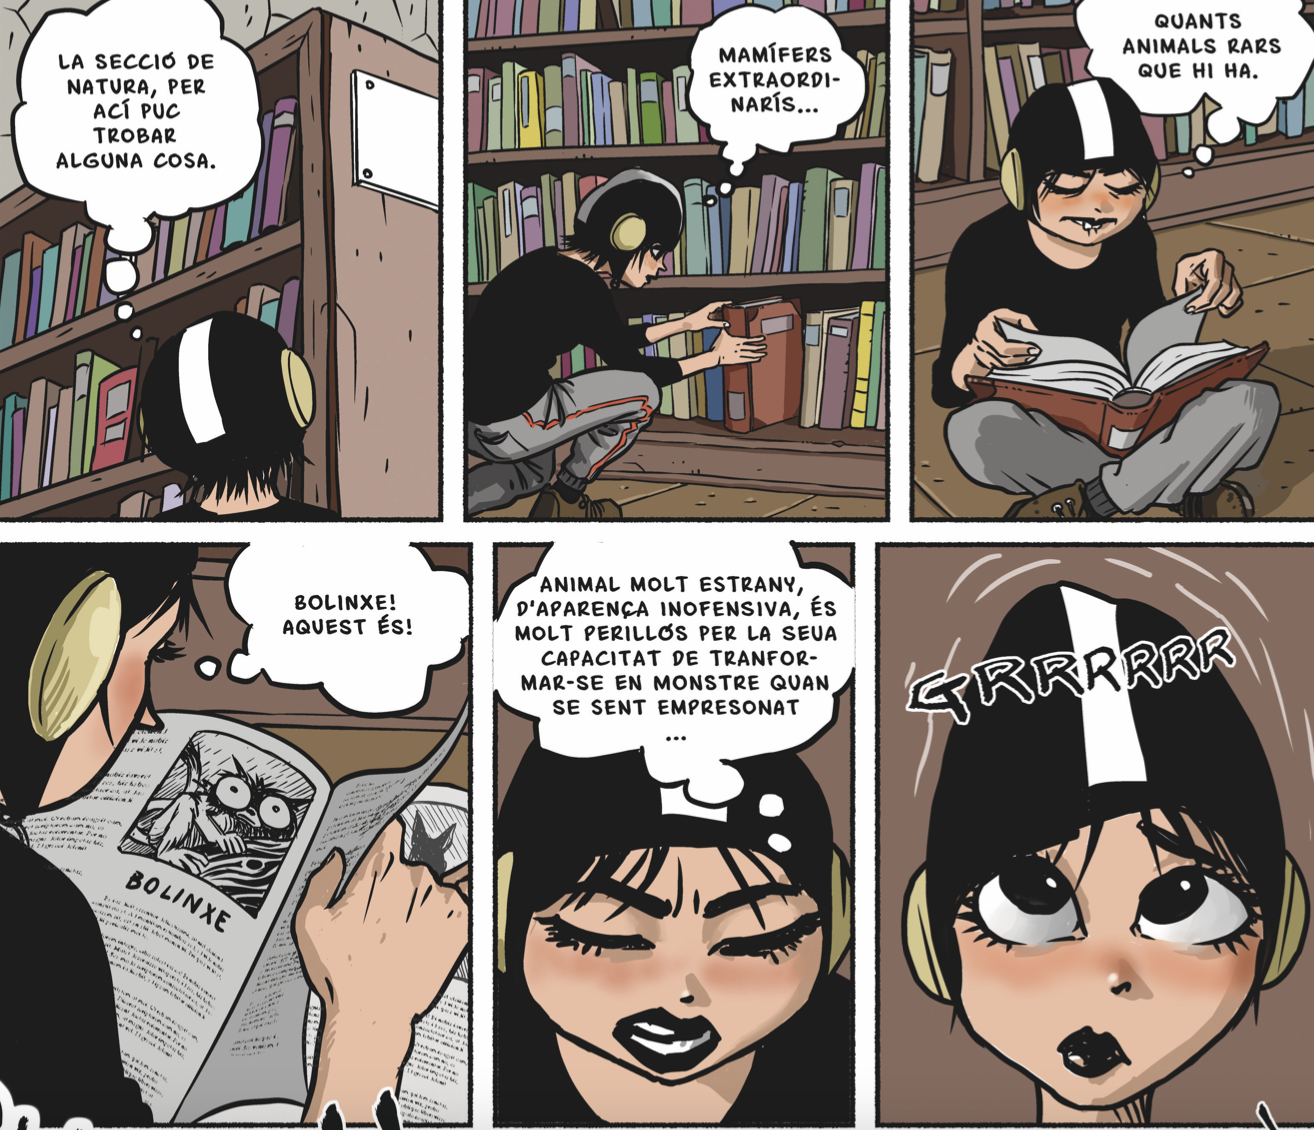 LA SECCIÓ DE
NATURA, PER
ACÍ PUC
TROBAR
ALGUNA COSA.
MAMÍFERS
EXTRAORDI-
NARÍS...
QUANTS
ANIMALS RARS
QUE HI HA.
BOLINXE!
AQUEST ÉS!
BOLINXE
ANIMAL MOLT ESTRANY,
D'APARENÇA INOFENSIVA, ÉS
MOLT PERILLÓS PER LA SEUA
CAPACITAT DE TRANFOR-
MAR-SE EN MONSTRE QUAN
SE SENT EMPRESONAT
...
GRRRRRR